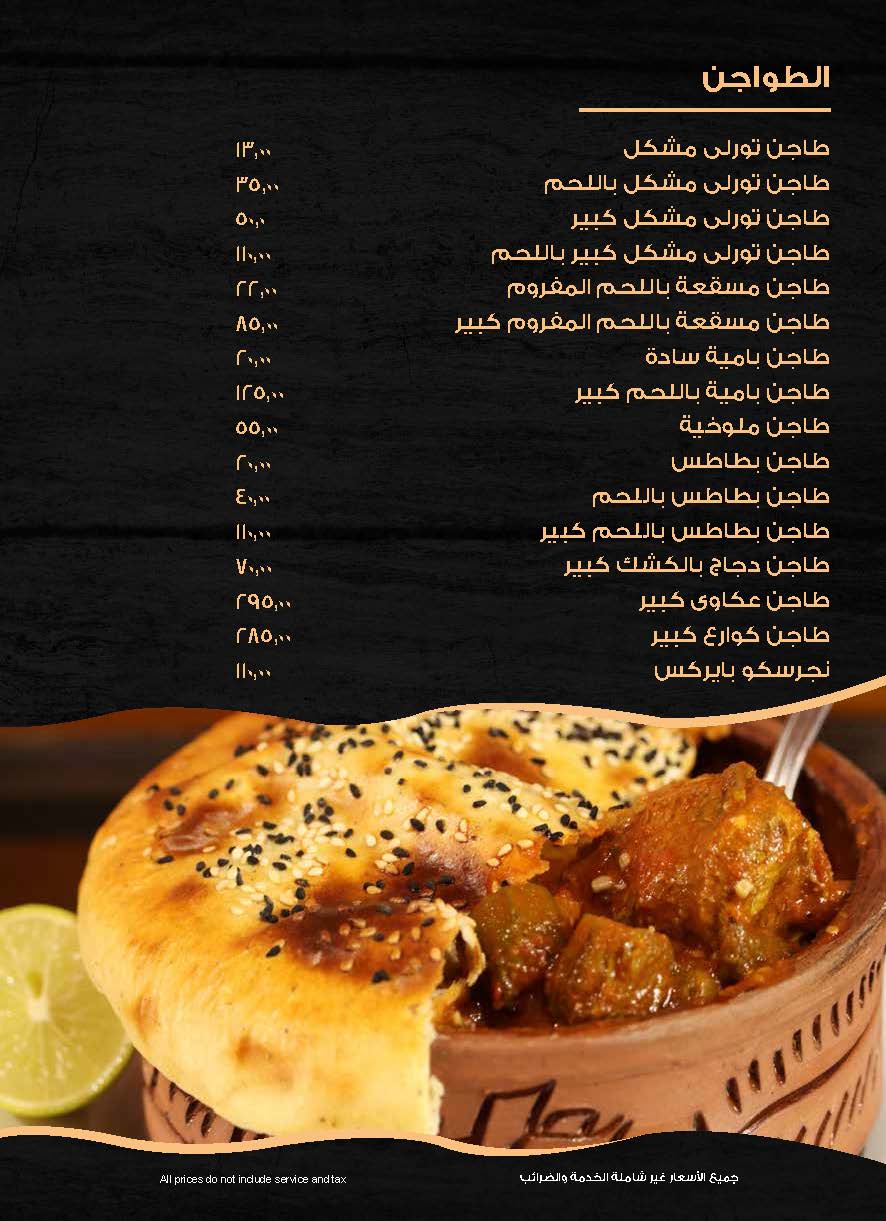 الطواجن
طاجن تورلى مشكل ١٣,٠٠
طاجن تورلى مشكل باللحم ٣٥,٠٠
طاجن تورلى مشكل كبير ٥٠,٠
طاجن تورلى مشكل كبير باللحم ١١٠,٠٠
طاجن مسقعة باللحم المفروم ٢٢,٠٠
طاجن مسقعة باللحم المفروم كبير ٨٥,٠٠
طاجن بامية سادة ٢٠,٠٠
طاجن بامية باللحم كبير ١٢٥,٠٠
طاجن ملوخية ٥٥,٠٠
طاجن بطاطس ٢٠,٠٠
طاجن بطاطس باللحم ٤٠,٠٠
طاجن بطاطس باللحم كبير ١١٠,٠٠
طاجن دجاج بالكشك كبير ٧٠,٠٠
طاجن عكاوى كبير ٢٩٥,٠٠
طاجن كوارع كبير ٢٨٥,٠٠
نجرسكو بايركس ١١٠,٠٠
جميع الأسعار غير شاملة الخدمة والضرائب
All prices do not include service and tax